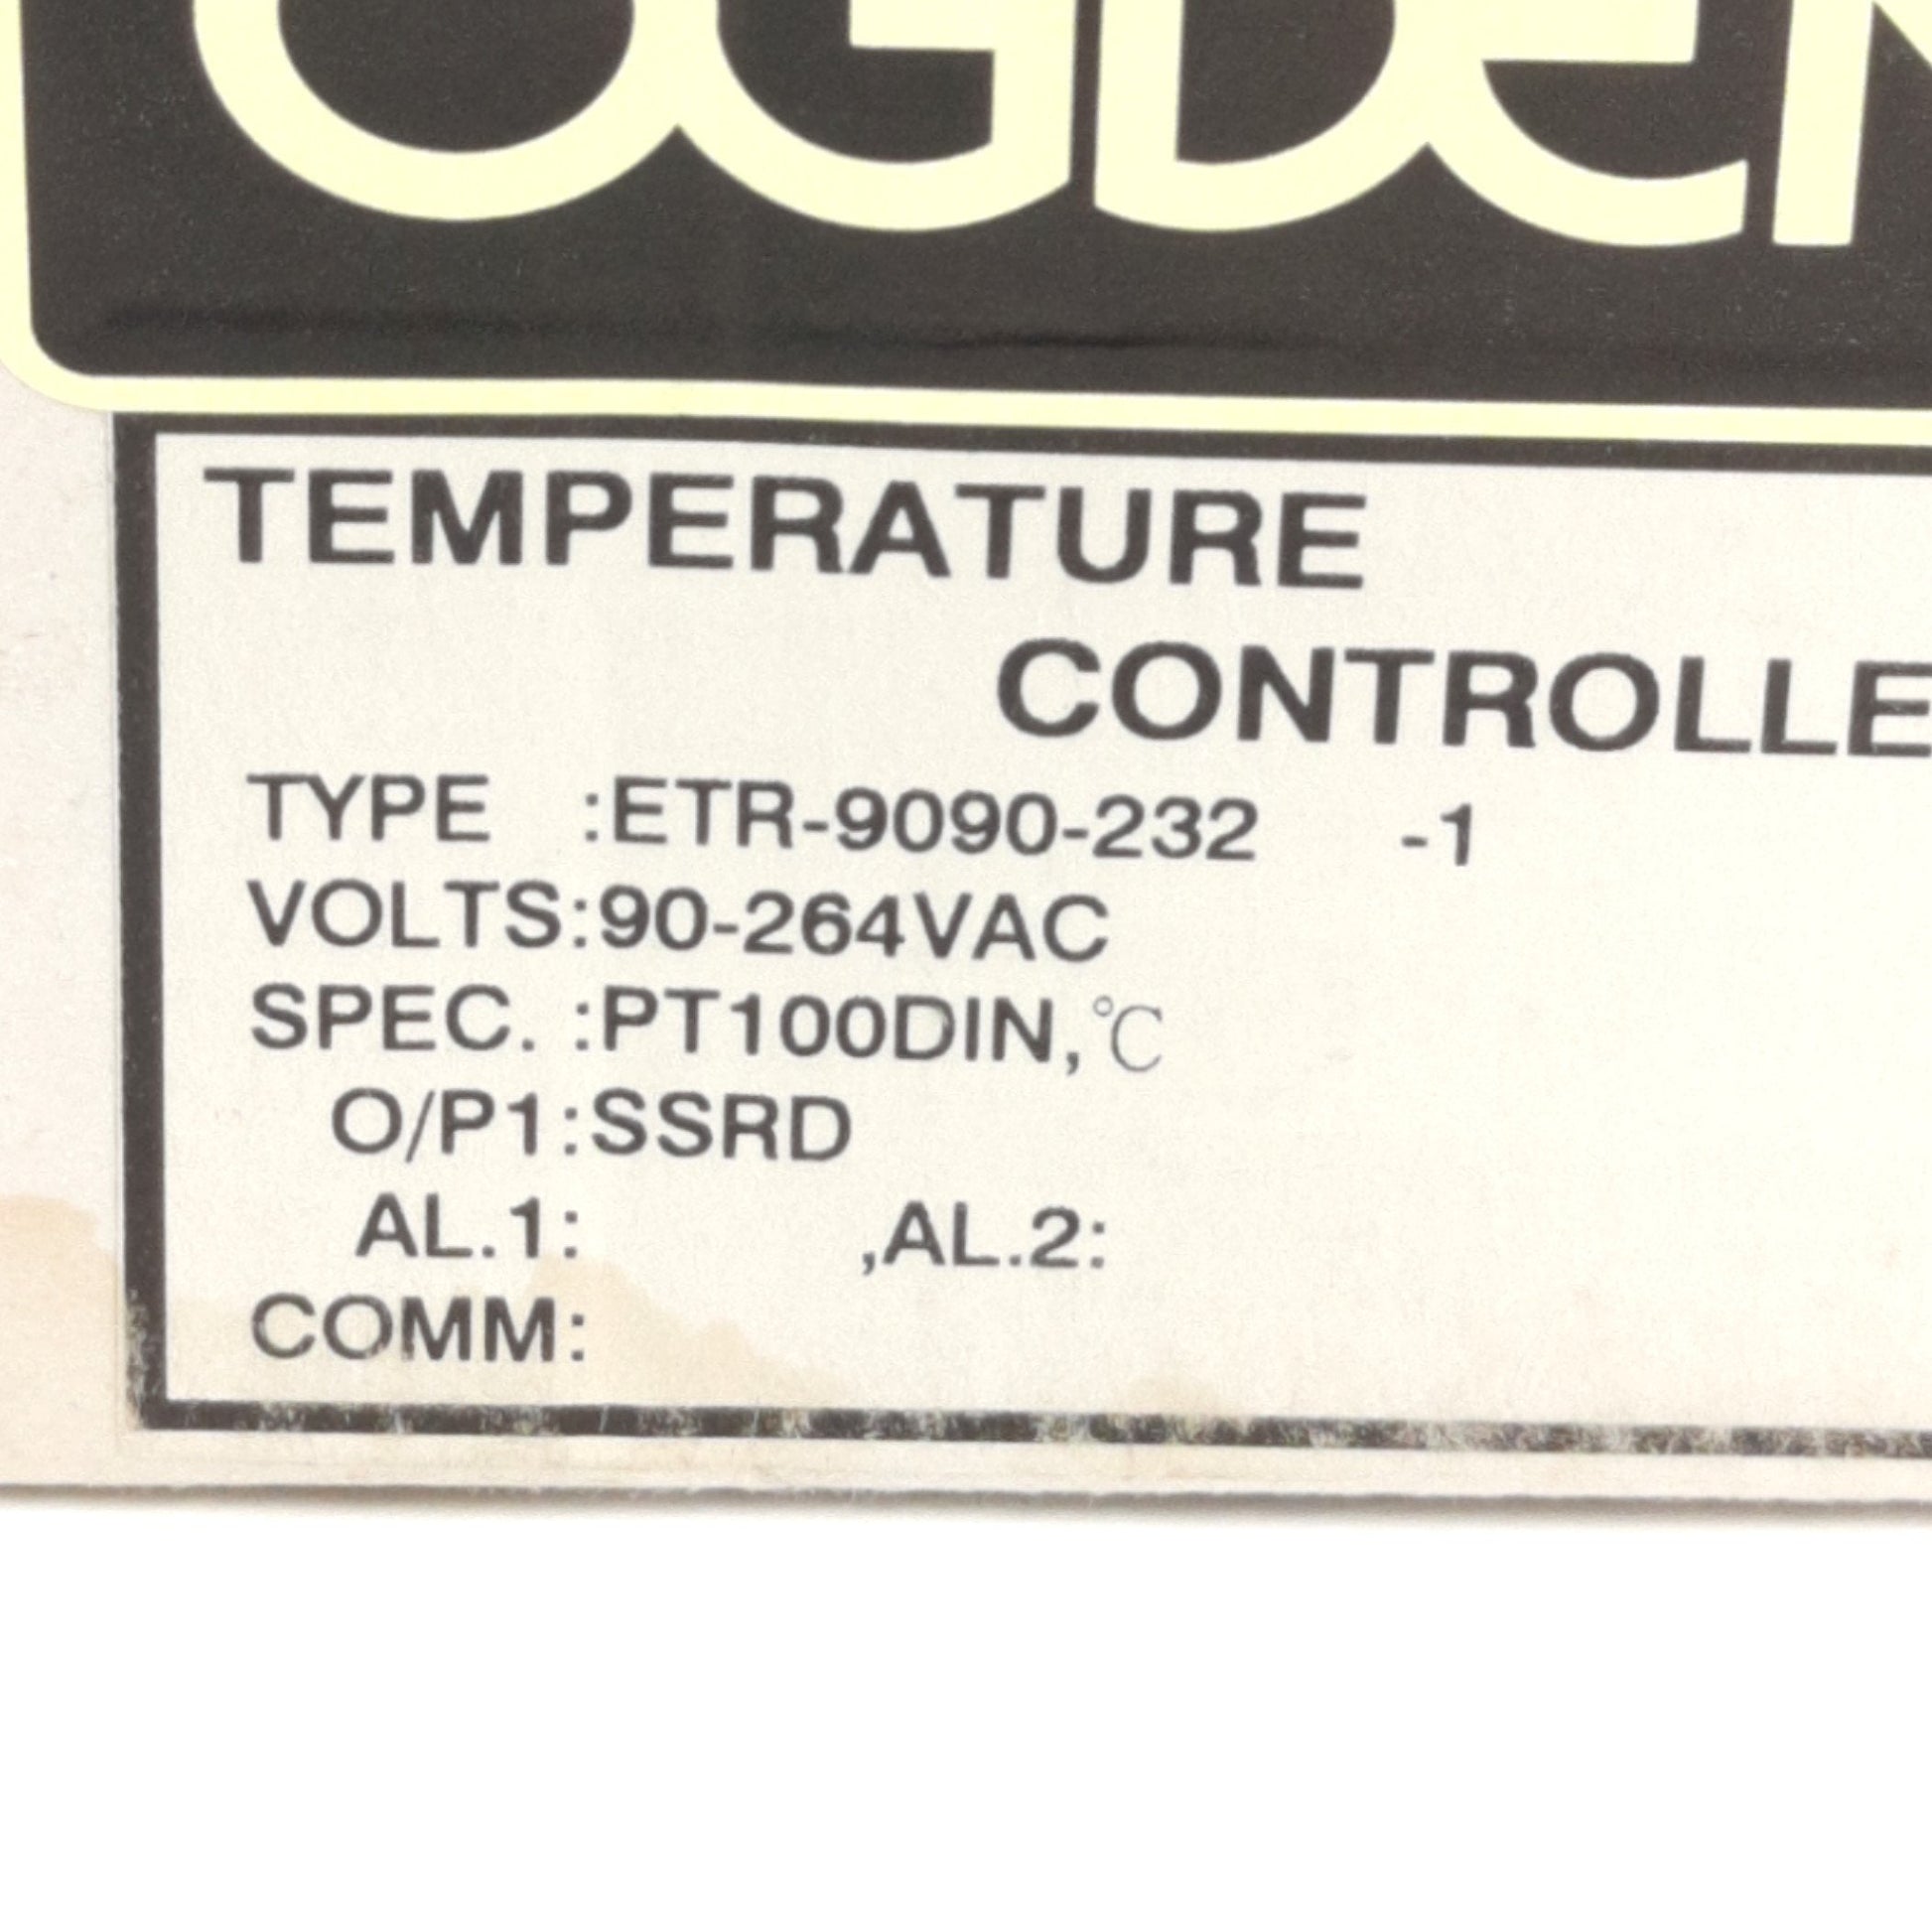 OGDEN
TEMPERATURE
CONTROLLE
TYPE :ETR-9090-232 -1
VOLTS:90-264VAC
SPEC. :PT100DIN,℃
O/P1:SSRD
AL.1: ,AL.2:
COMM: